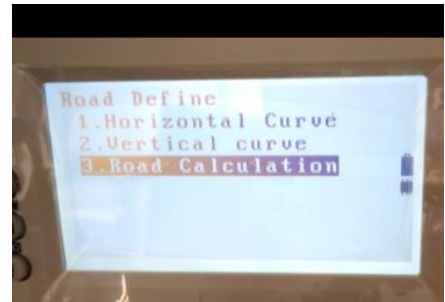 Road Define
1.Horizontal Curve
2.Vertical curve
3.Road Calculation